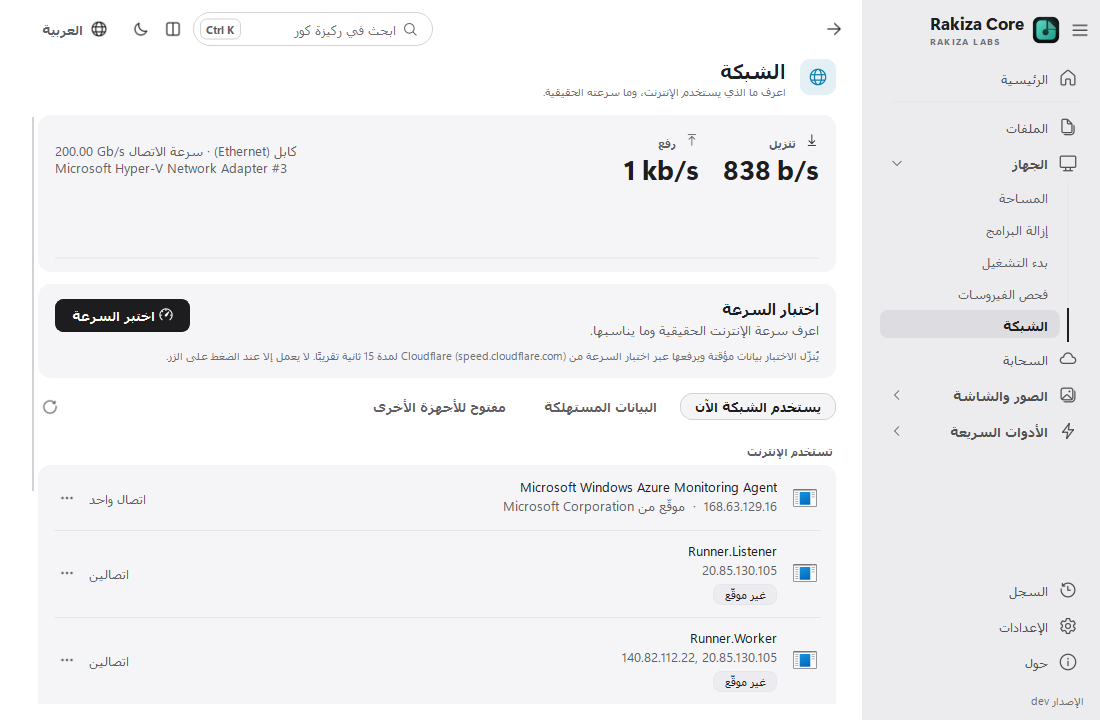 Rakiza Core
RAKIZA LABS
الرئيسية
الملفات
الجهاز
المساحة
إزالة البرامج
بدء التشغيل
فحص الفيروسات
الشبكة
السحابة
الصور والشاشة
الأدوات السريعة
السجل
الإعدادات
حول
الإصدار dev
ابحث في ركيزة كور
Ctrl K
العربية
الشبكة
اعرف ما الذي يستخدم الإنترنت، وما سرعته الحقيقية.
تنزيل
838 b/s
رفع
1 kb/s
كابل (Ethernet) · سرعة الاتصال 200.00 Gb/s
Microsoft Hyper-V Network Adapter #3
اختبار السرعة
اعرف سرعة الإنترنت الحقيقية وما يناسبها.
اختبر السرعة
يُنزّل الاختبار بيانات مؤقتة ويرفعها عبر اختبار السرعة من Cloudflare (speed.cloudflare.com) لمدة 15 ثانية تقريبًا. لا يعمل إلا عند الضغط على الزر.
يستخدم الشبكة الآن
البيانات المستهلكة
مفتوح للأجهزة الأخرى
تستخدم الإنترنت
Microsoft Windows Azure Monitoring Agent
168.63.129.16 · موقّع من Microsoft Corporation
اتصال واحد
Runner.Listener
20.85.130.105
غير موقّع
اتصالين
Runner.Worker
140.82.112.22, 20.85.130.105
غير موقّع
اتصالين